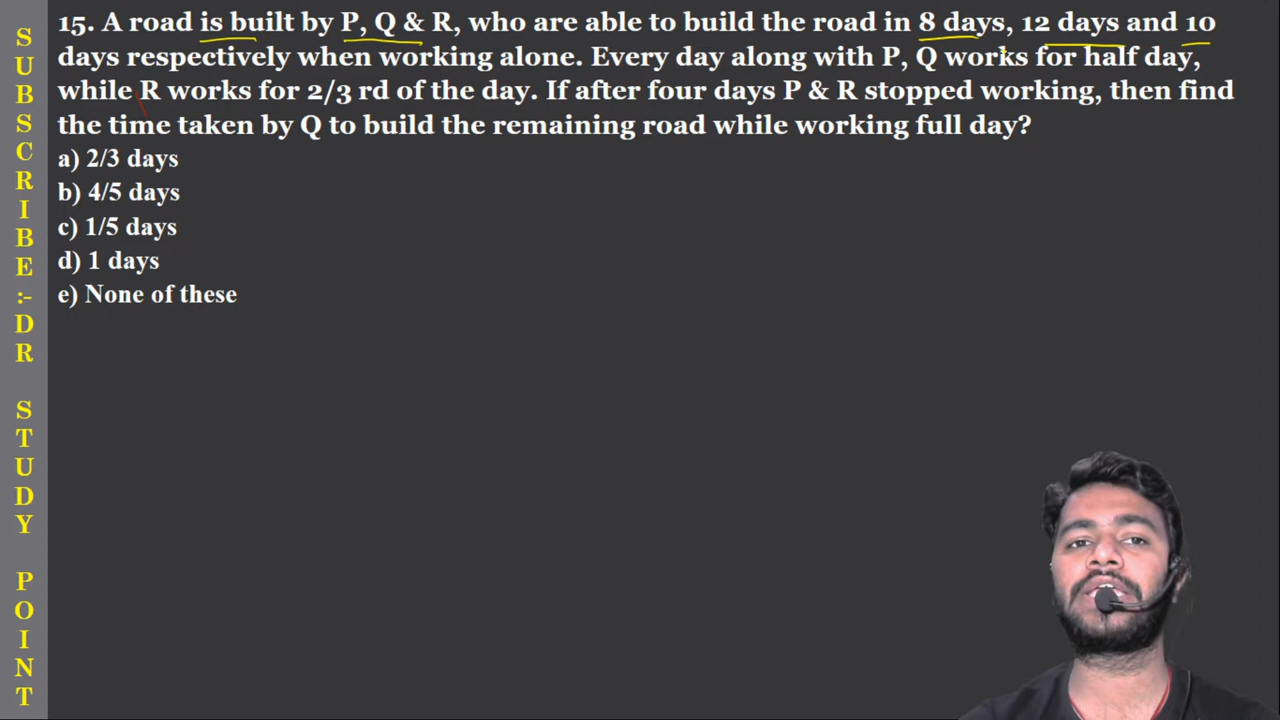 SUBSCRIBE:-DR STUDY POINT
15. A road is built by P, Q & R, who are able to build the road in 8 days, 12 days and 10
days respectively when working alone. Every day along with P, Q works for half day,
while R works for 2/3 rd of the day. If after four days P & R stopped working, then find
the time taken by Q to build the remaining road while working full day?
a) 2/3 days
b) 4/5 days
c) 1/5 days
d) 1 days
e) None of these